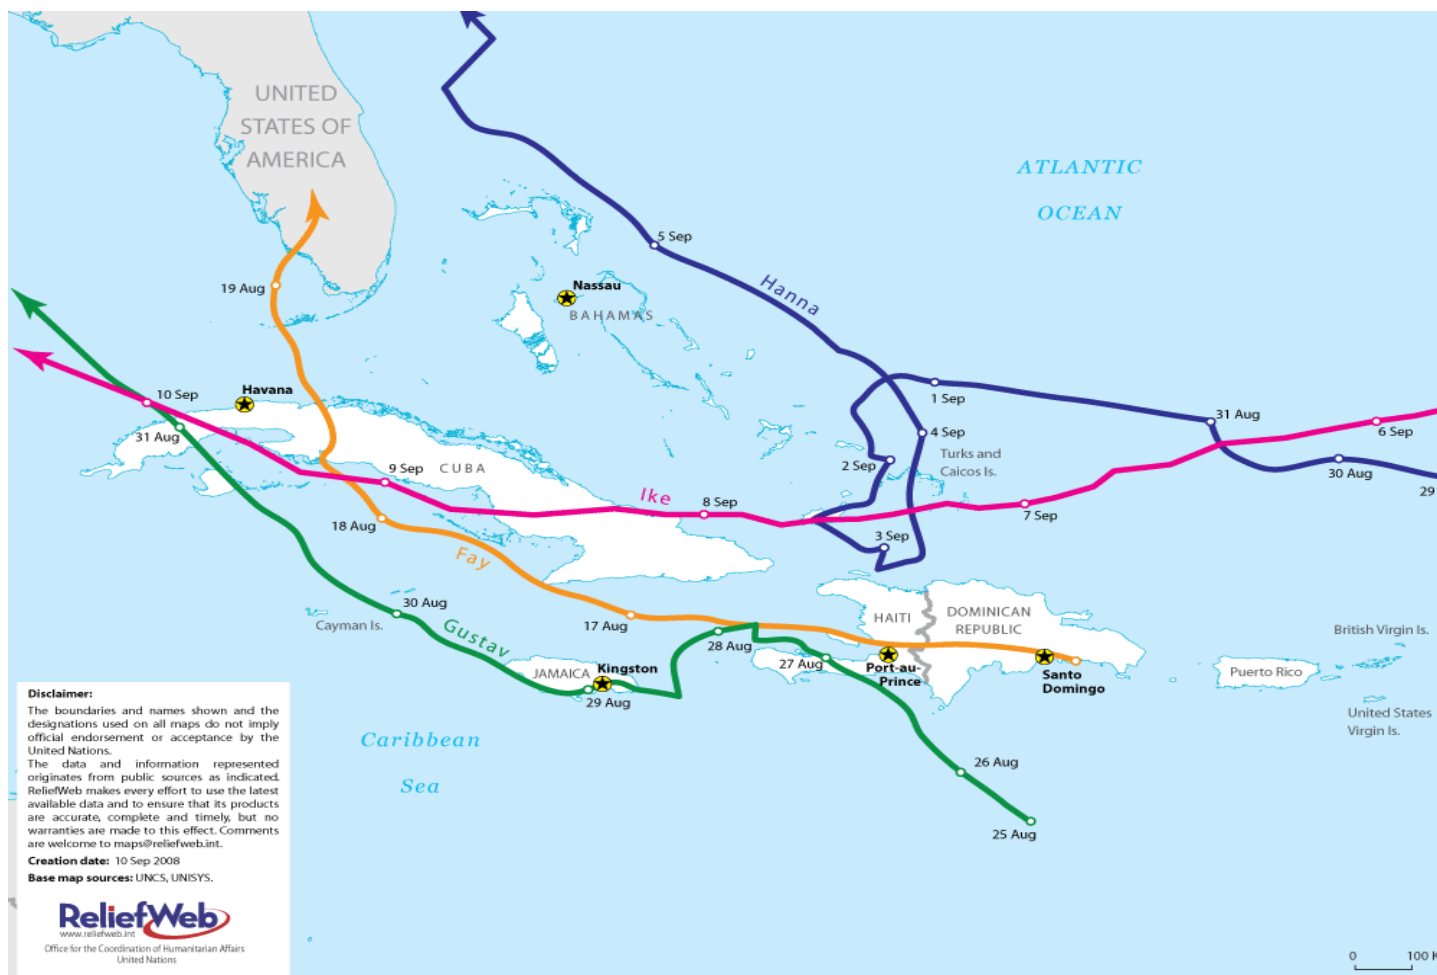 UNITED
STATES OF
AMERICA
ATLANTIC
OCEAN
5 Sep
Hanna
19 Aug
Nassau
BAHAMAS
Havana
10 Sep
31 Aug
1 Sep
31 Aug
6 Sep
4 Sep
Turks and
Caicos Is.
2 Sep
30 Aug
29
9 Sep
CUBA
Ike
8 Sep
7 Sep
18 Aug
3 Sep
Fay
30 Aug
Cayman Is.
Gustav
17 Aug
28 Aug
HAITI
DOMINICAN
REPUBLIC
British Virgin Is.
27 Aug
Port-au-
Prince
Santo
Domingo
Puerto Rico
JAMAICA
Kingston
29 Aug
United States
Virgin Is.
Caribbean
Sea
26 Aug
25 Aug
Disclaimer:
The boundaries and names shown and the
designations used on all maps do not imply
official endorsement or acceptance by the
United Nations.
The data and information represented
originates from public sources as indicated.
ReliefWeb makes every effort to use the latest
available data and to ensure that its products
are accurate, complete and timely, but no
warranties are made to this effect. Comments
are welcome to maps@reliefweb.int.
Creation date: 10 Sep 2008
Base map sources: UNCS, UNISYS.
ReliefWeb
www.reliefweb.int
Office for the Coordination of Humanitarian Affairs
United Nations
0 100 K